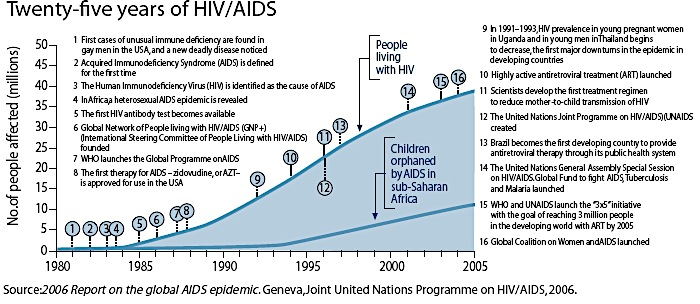 Twenty-five years of HIV/AIDS
1 First cases of unusual immune deficiency are found in
gay men in the USA, and a new deadly disease noticed
2 Acquired Immunodeficiency Syndrome (AIDS) is defined
for the first time
3 The Human Immunodeficiency Virus (HIV) is identified as the cause of AIDS
4 In Africa, a heterosexual AIDS epidemic is revealed
5 The first HIV antibody test becomes available
6 Global Network of People living with HIV/AIDS (GNP+)
(International Steering Committee of People Living with HIV/AIDS)
founded
7 WHO launches the Global Programme on AIDS
8 The first therapy for AIDS – zidovudine, or AZT–
is approved for use in the USA
People
living
with HIV
Children
orphaned
by AIDS in
sub-Saharan
Africa
No. of people affected (millions)
50
45
40
35
30
25
20
15
10
5
0
1 2 3 4 5 6 7 8 9 10 11 12 13 14 15 16
1980 1985 1990 1995 2000 2005
9 In 1991–1993, HIV prevalence in young pregnant women
in Uganda and in young men in Thailand begins
to decrease, the first major downturns in the epidemic in
developing countries
10 Highly active antiretroviral treatment (ART) launched
11 Scientists develop the first treatment regimen
to reduce mother-to-child transmission of HIV
12 The United Nations Joint Programme on HIV/AIDS) (UNAIDS
created
13 Brazil becomes the first developing country to provide
antiretroviral therapy through its public health system
14 The United Nations General Assembly Special Session
on HIV/AIDS. Global Fund to fight AIDS, Tuberculosis
and Malaria launched
15 WHO and UNAIDS launch the "3x5" initiative
with the goal of reaching 3 million people
in the developing world with ART by 2005
16 Global Coalition on Women and AIDS launched
Source: 2006 Report on the global AIDS epidemic. Geneva, Joint United Nations Programme on HIV/AIDS, 2006.